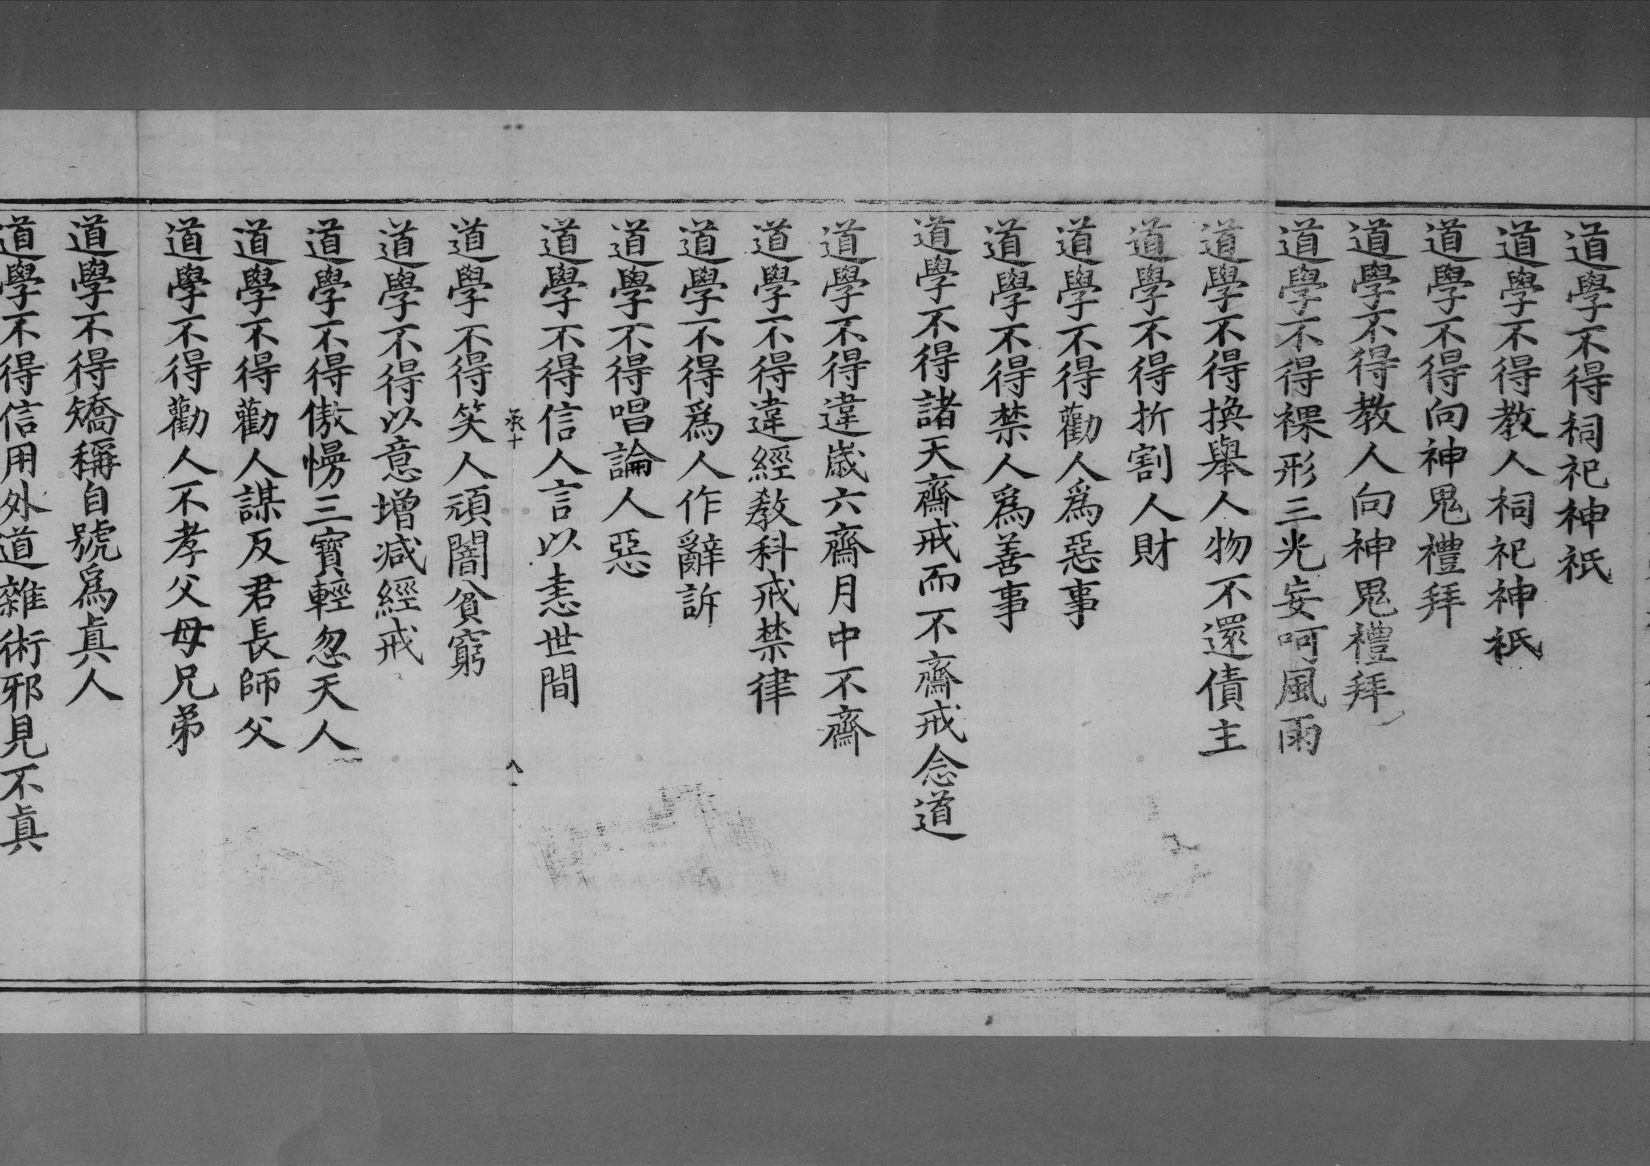 道學不得祠祀神祇
道學不得教人祠祀神祇
道學不得向神鬼禮拜
道學不得教人向神鬼禮拜
道學不得裸形三光妄呵風雨
道學不得換舉人物不還債主
道學不得折割人財
道學不得勸人爲惡事
道學不得禁人爲善事
道學不得諸天齋戒而不齋戒念道
道學不得違歲六齋月中不齋
道學不得違經教科戒禁律
道學不得爲人作辭訴
道學不得唱論人惡
道學不得信人言以恚世間
道學不得笑人頑闇貧窮
道學不得以意增減經戒
道學不得傲慢三寶輕忽天人
道學不得勸人謀反君長師父
道學不得勸人不孝父母兄弟
道學不得矯稱自號爲眞人
道學不得信用外道雜術邪見不眞